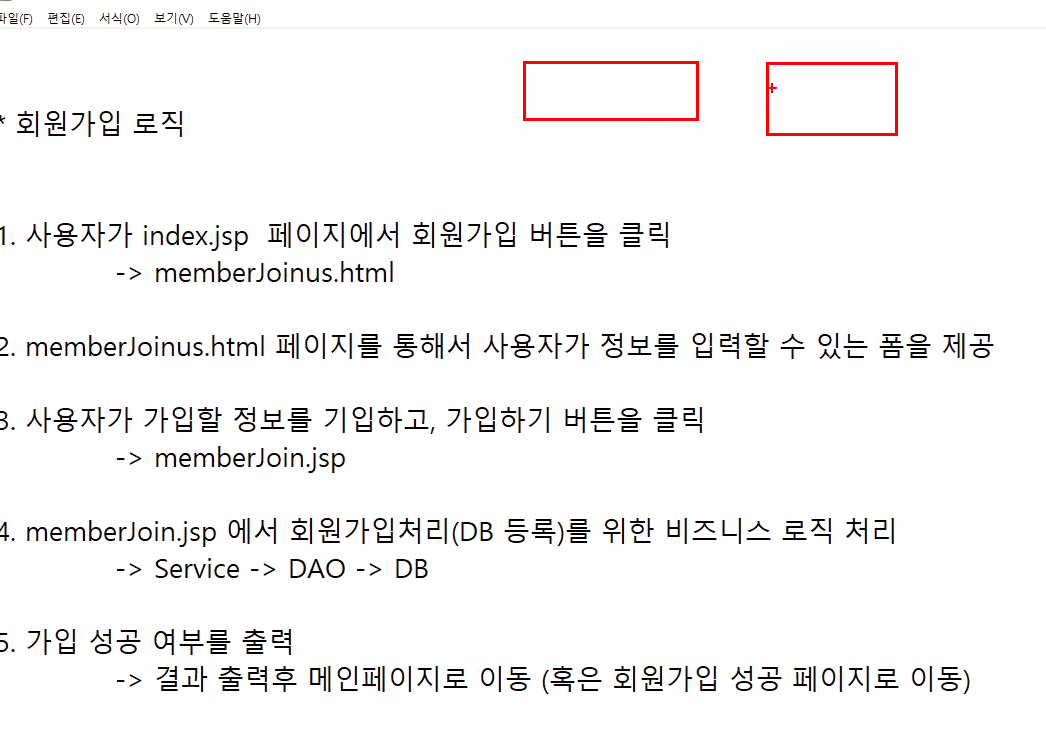 파일(F) 편집(E) 서식(O) 보기(V) 도움말(H)
* 회원가입 로직
1. 사용자가 index.jsp 페이지에서 회원가입 버튼을 클릭
-> memberJoinus.html
2. memberJoinus.html 페이지를 통해서 사용자가 정보를 입력할 수 있는 폼을 제공
3. 사용자가 가입할 정보를 기입하고, 가입하기 버튼을 클릭
-> memberJoin.jsp
4. memberJoin.jsp 에서 회원가입처리(DB 등록)를 위한 비즈니스 로직 처리
-> Service -> DAO -> DB
5. 가입 성공 여부를 출력
-> 결과 출력후 메인페이지로 이동 (혹은 회원가입 성공 페이지로 이동)